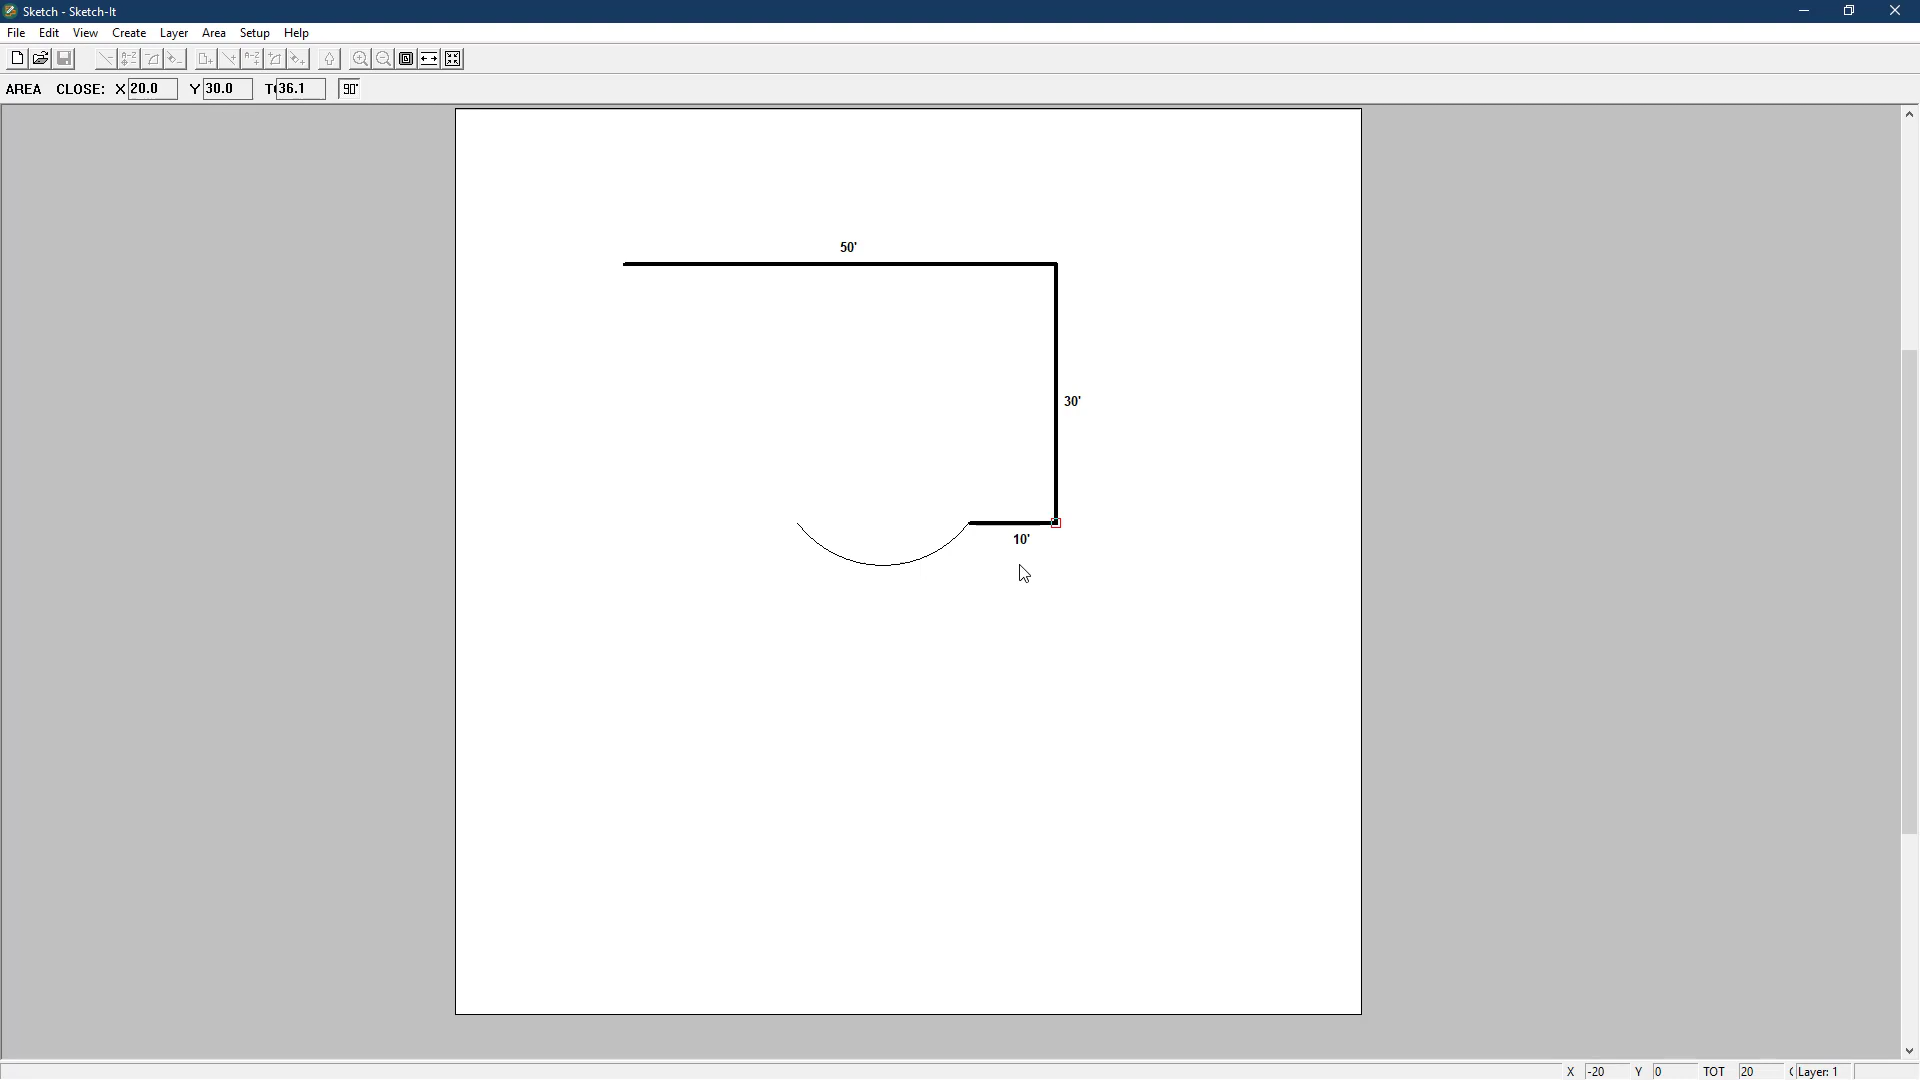 Sketch - Sketch-It
File Edit View Create Layer Area Setup Help
AREA CLOSE: X 20.0 Y 30.0 T( 36.1 90°
50'
30'
10'
X -20 Y 0 TOT 20 ( Layer: 1